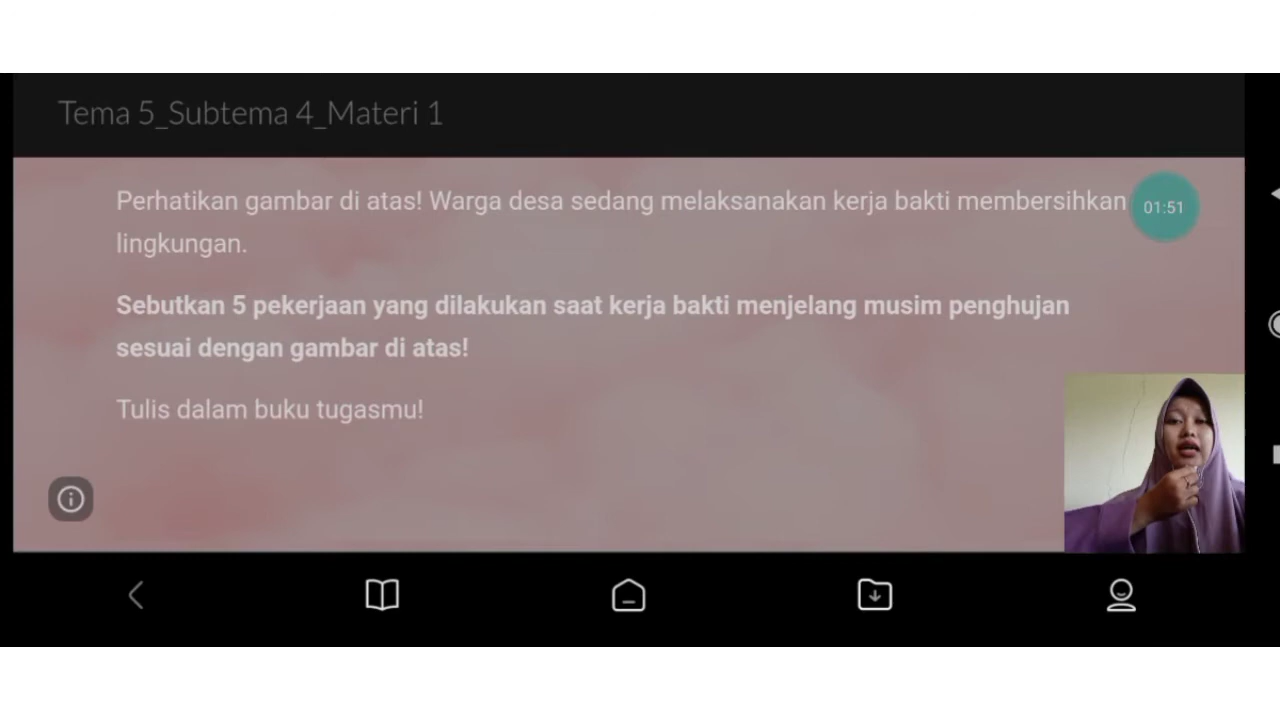 Tema 5_Subtema 4_Materi 1
Perhatikan gambar di atas! Warga desa sedang melaksanakan kerja bakti membersihkan
01:51
lingkungan.
Sebutkan 5 pekerjaan yang dilakukan saat kerja bakti menjelang musim penghujan
sesuai dengan gambar di atas!
Tulis dalam buku tugasmu!